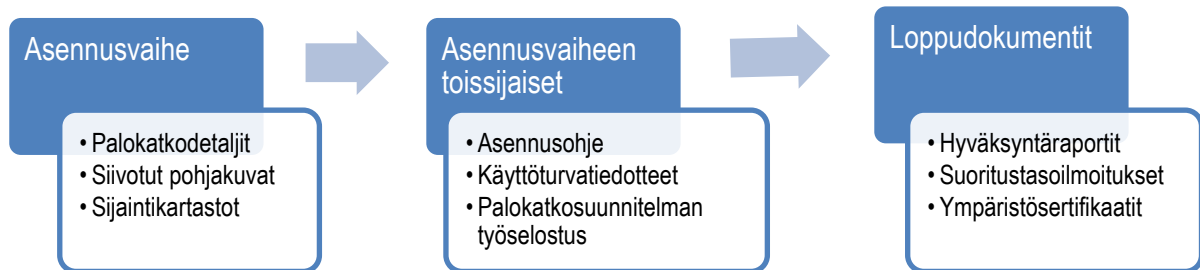 Asennusvaihe
• Palokatkodetaljit
• Siivotut pohjakuvat
• Sijaintikartastot
Asennusvaiheen
toissijaiset
• Asennusohje
• Käyttöturvatiedotteet
• Palokatkosuunnitelman
työselostus
Loppudokumentit
• Hyväksyntäraportit
• Suoritustasoilmoitukset
• Ympäristösertifikaatit